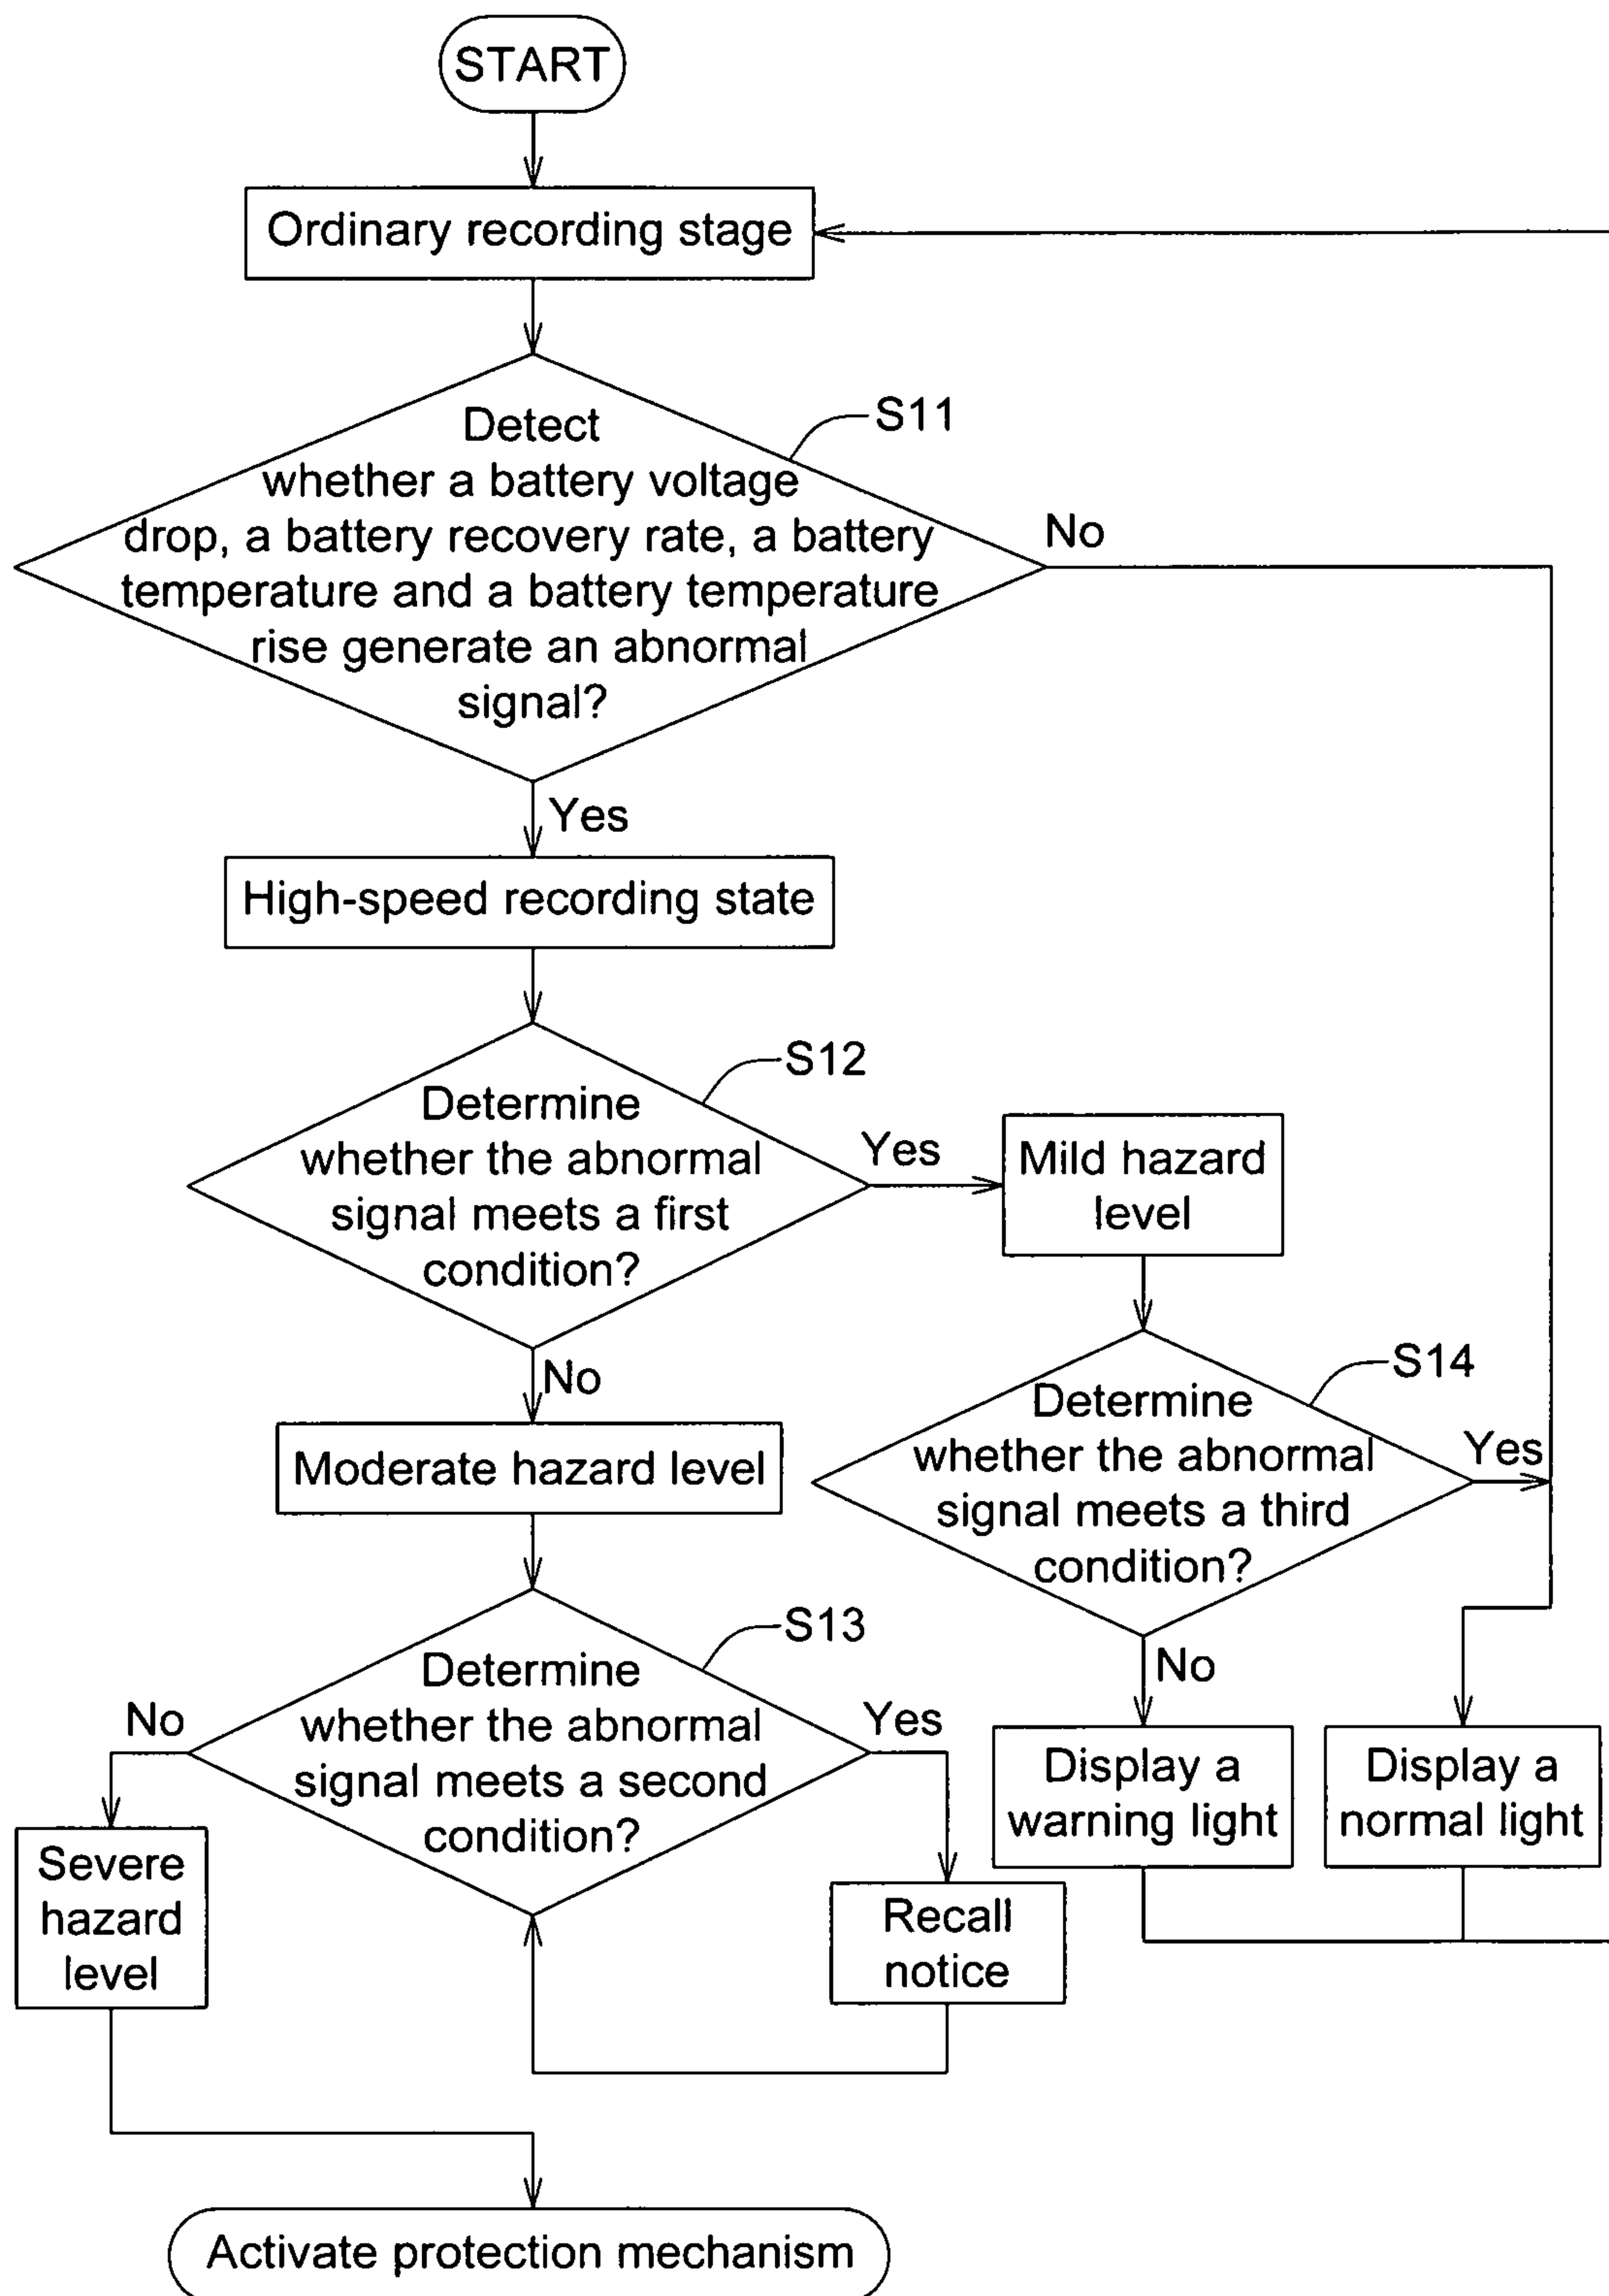 START
Ordinary recording stage
S11
Detect
whether a battery voltage
drop, a battery recovery rate, a battery
temperature and a battery temperature
rise generate an abnormal
signal?
No
Yes
High-speed recording state
S12
Determine
whether the abnormal
signal meets a first
condition?
Yes
Mild hazard
level
No
Moderate hazard level
S14
Determine
whether the abnormal
signal meets a third
condition?
Yes
No
S13
Determine
whether the abnormal
signal meets a second
condition?
No
Yes
Display a
warning light
Display a
normal light
Severe
hazard
level
Recall
notice
Activate protection mechanism